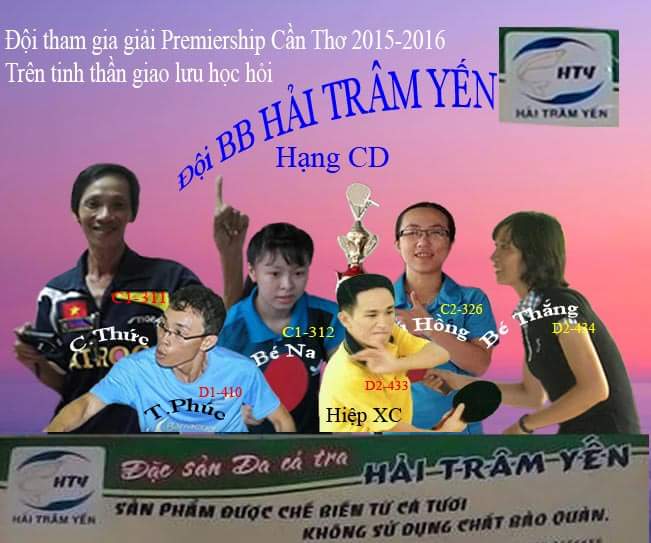 Đội tham gia giải Premiership Cần Thơ 2015-2016
Trên tinh thần giao lưu học hỏi
Đội BB HẢI TRÂM YẾN
Hạng CD
HTY
HẢI TRÂM YẾN
C1-311
C.Thức
C1-312
Bé Na
C2-326
Hồng
Bé Thắng
D2-434
D1-410
T.Phúc
D2-433
Hiệp XC
HTY
HẢI TRÂM YẾN
Đặc sản Da cá tra
HẢI TRÂM YẾN
SẢN PHẨM ĐƯỢC CHẾ BIẾN TỪ CÁ TƯƠI
KHÔNG SỬ DỤNG CHẤT BẢO QUẢN.